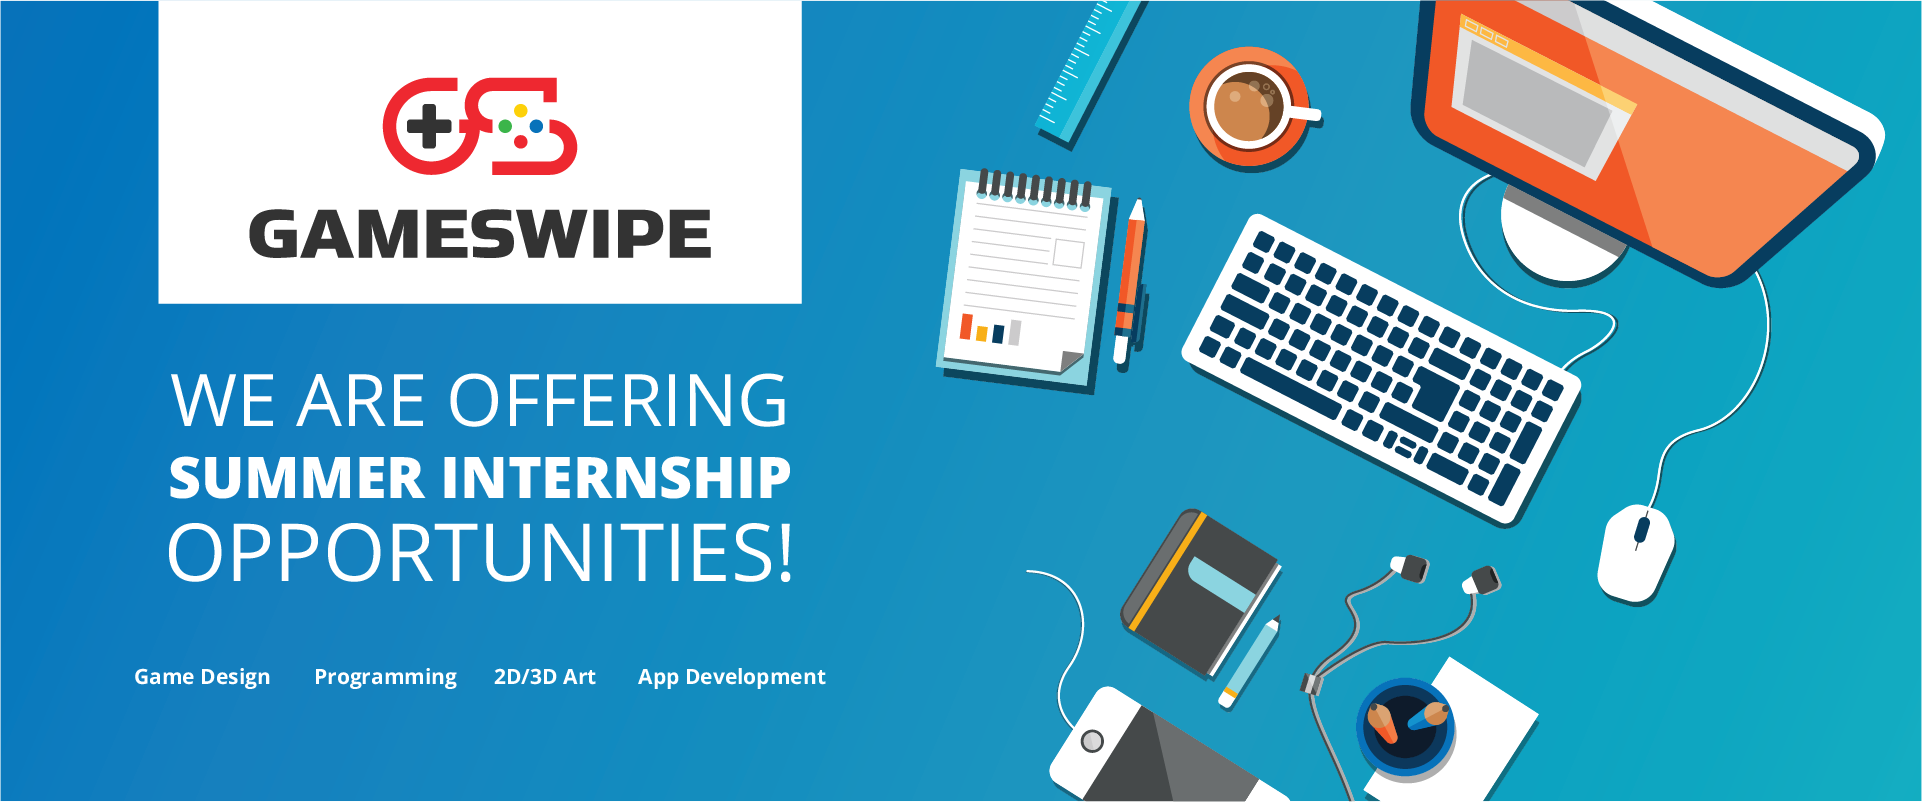 GAMESWIPE
WE ARE OFFERING
SUMMER INTERNSHIP
OPPORTUNITIES!
Game Design Programming 2D/3D Art App Development